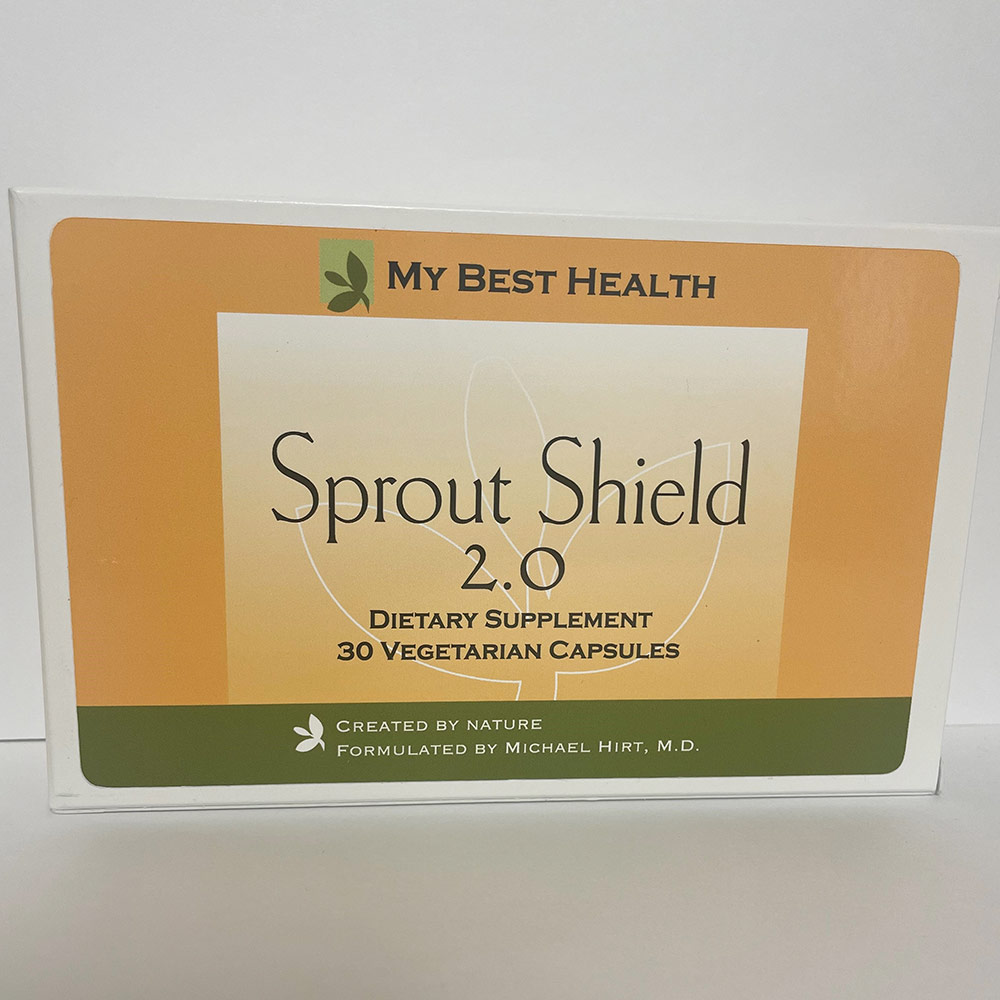 My Best Health
Sprout Shield
2.0
Dietary Supplement
30 Vegetarian Capsules
Created by nature
Formulated by Michael Hirt, M.D.